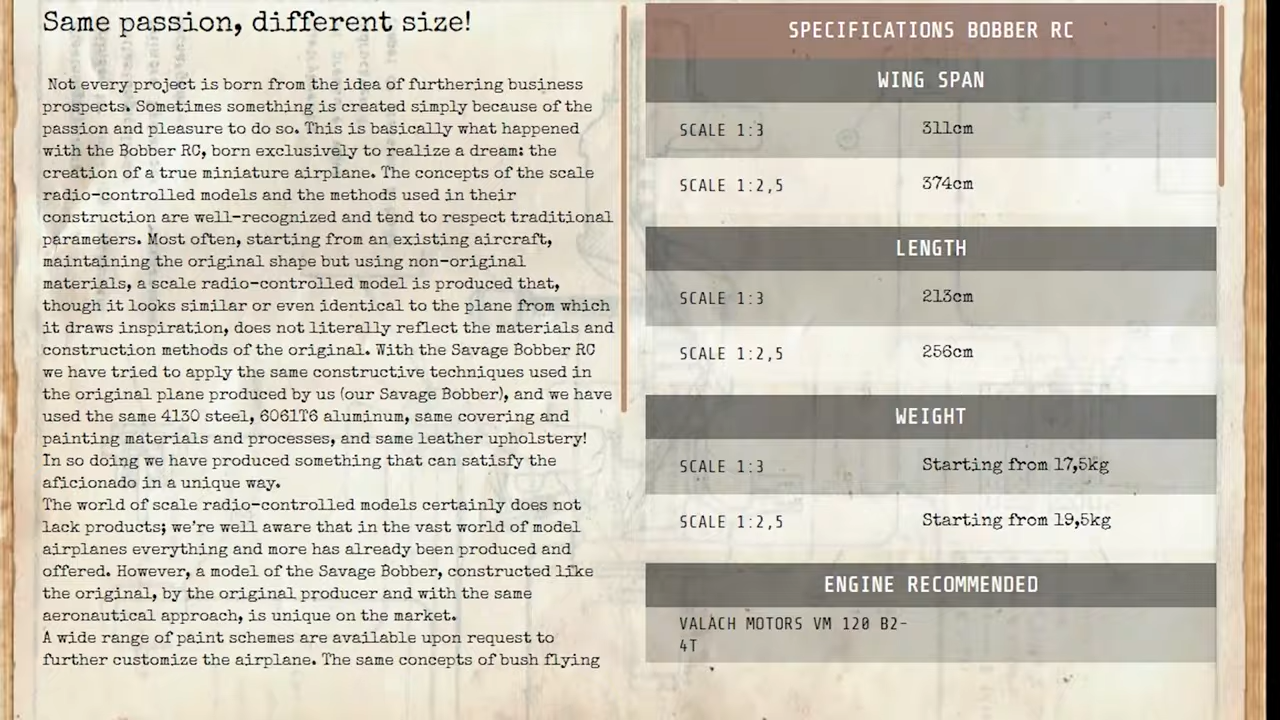 Same passion, different size!
Not every project is born from the idea of furthering business
prospects. Sometimes something is created simply because of the
passion and pleasure to do so. This is basically what happened
with the Bobber RC, born exclusively to realize a dream: the
creation of a true miniature airplane. The concepts of the scale
radio-controlled models and the methods used in their
construction are well-recognized and tend to respect traditional
parameters. Most often, starting from an existing aircraft,
maintaining the original shape but using non-original
materials, a scale radio-controlled model is produced that,
though it looks similar or even identical to the plane from which
it draws inspiration, does not literally reflect the materials and
construction methods of the original. With the Savage Bobber RC
we have tried to apply the same constructive techniques used in
the original plane produced by us (our Savage Bobber), and we have
used the same 4130 steel, 6061T6 aluminum, same covering and
painting materials and processes, and same leather upholstery!
In so doing we have produced something that can satisfy the
aficionado in a unique way.
The world of scale radio-controlled models certainly does not
lack products; we're well aware that in the vast world of model
airplanes everything and more has already been produced and
offered. However, a model of the Savage Bobber, constructed like
the original, by the original producer and with the same
aeronautical approach, is unique on the market.
A wide range of paint schemes are available upon request to
further customize the airplane. The same concepts of bush flying
SPECIFICATIONS BOBBER RC
WING SPAN
SCALE 1:3 311cm
SCALE 1:2,5 374cm
LENGTH
SCALE 1:3 213cm
SCALE 1:2,5 256cm
WEIGHT
SCALE 1:3 Starting from 17,5kg
SCALE 1:2,5 Starting from 19,5kg
ENGINE RECOMMENDED
VALACH MOTORS VM 120 B2-
4T